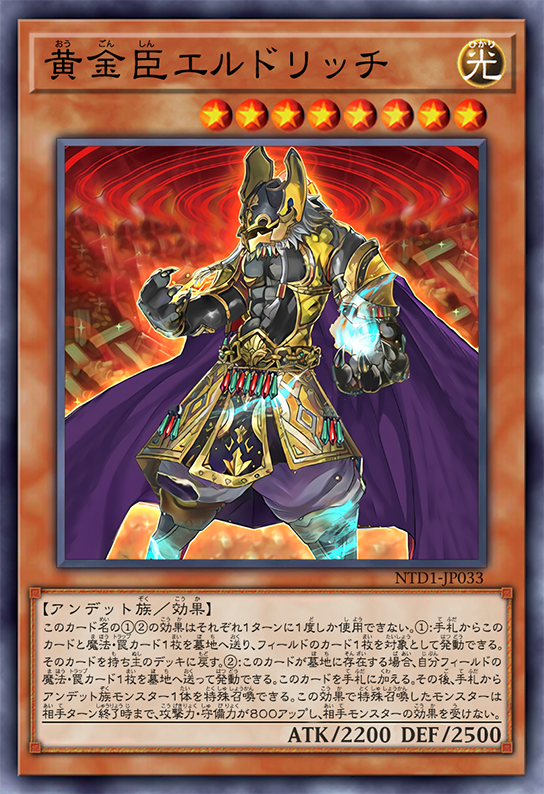 黄金臣エルドリッチ
光
NTD1-JP033
【アンデット族/効果】
このカード名の①②の効果はそれぞれ1ターンに1度しか使用できない。①:手札からこの
カードと魔法・罠カード1枚を墓地へ送り、フィールドのカード1枚を対象として発動できる。
そのカードを持ち主のデッキに戻す。②:このカードが墓地に存在する場合、自分フィールドの
魔法・罠カード1枚を墓地へ送って発動できる。このカードを手札に加える。その後、手札から
アンデット族モンスター1体を特殊召喚できる。この効果で特殊召喚したモンスターは
相手ターン終了時まで、攻撃力・守備力が800アップし、相手モンスターの効果を受けない。
ATK/2200 DEF/2500